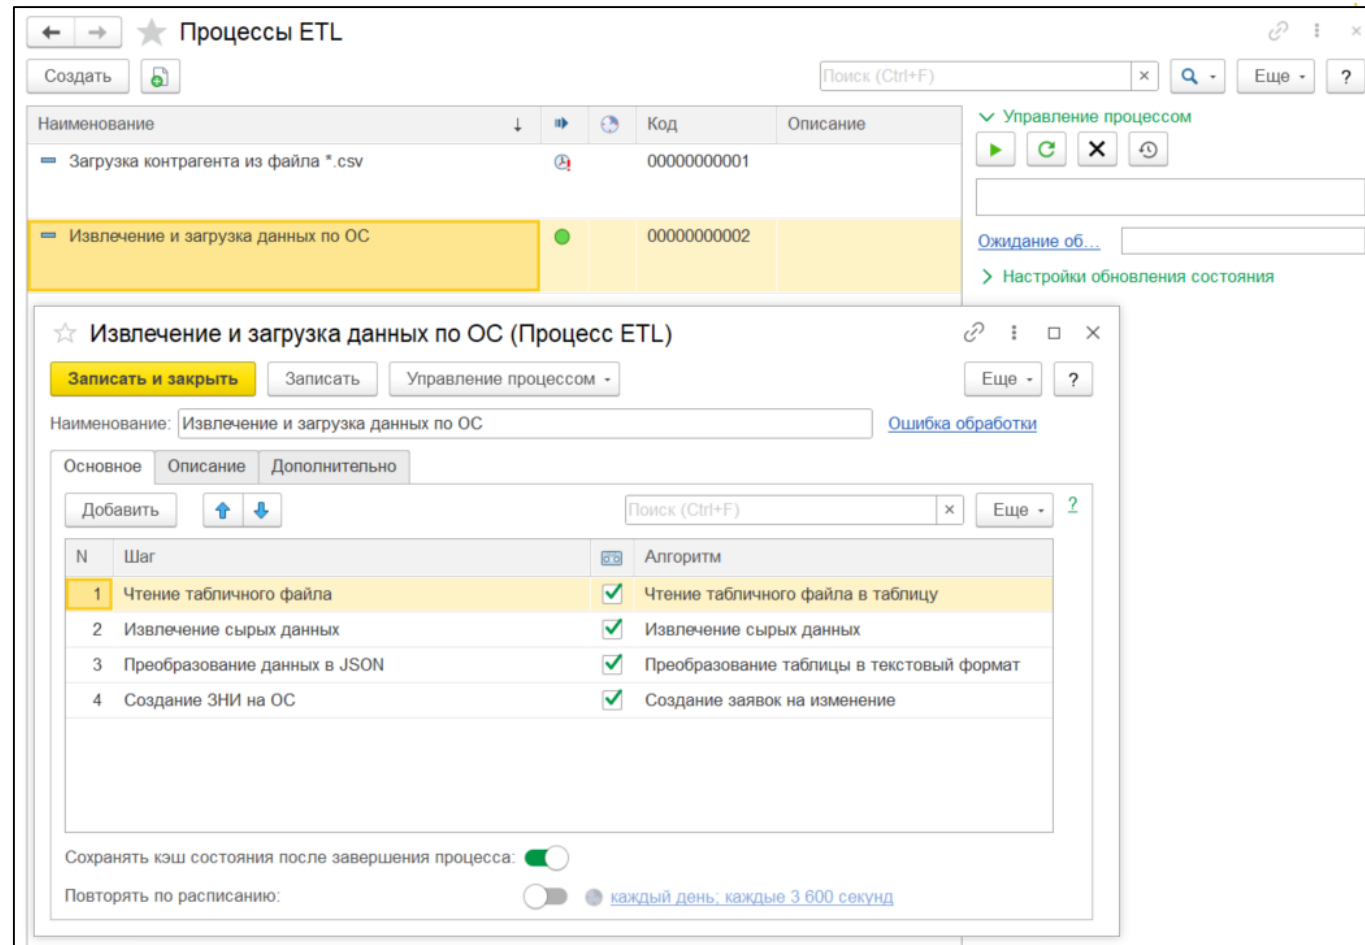 Процессы ETL
Создать
Поиск (Ctrl+F)
×
Еще
?
Наименование ↓ Код Описание
Загрузка контрагента из файла *.csv 00000000001
Извлечение и загрузка данных по ОС 00000000002
Управление процессом
Ожидание об...
Настройки обновления состояния
Извлечение и загрузка данных по ОС (Процесс ETL)
Записать и закрыть Записать Управление процессом Еще ?
Наименование: Извлечение и загрузка данных по ОС Ошибка обработки
Основное Описание Дополнительно
Добавить Поиск (Ctrl+F) × Еще ?
N Шаг Алгоритм
1 Чтение табличного файла Чтение табличного файла в таблицу
2 Извлечение сырых данных Извлечение сырых данных
3 Преобразование данных в JSON Преобразование таблицы в текстовый формат
4 Создание ЗНИ на ОС Создание заявок на изменение
Сохранять кэш состояния после завершения процесса:
Повторять по расписанию: каждый день; каждые 3 600 секунд